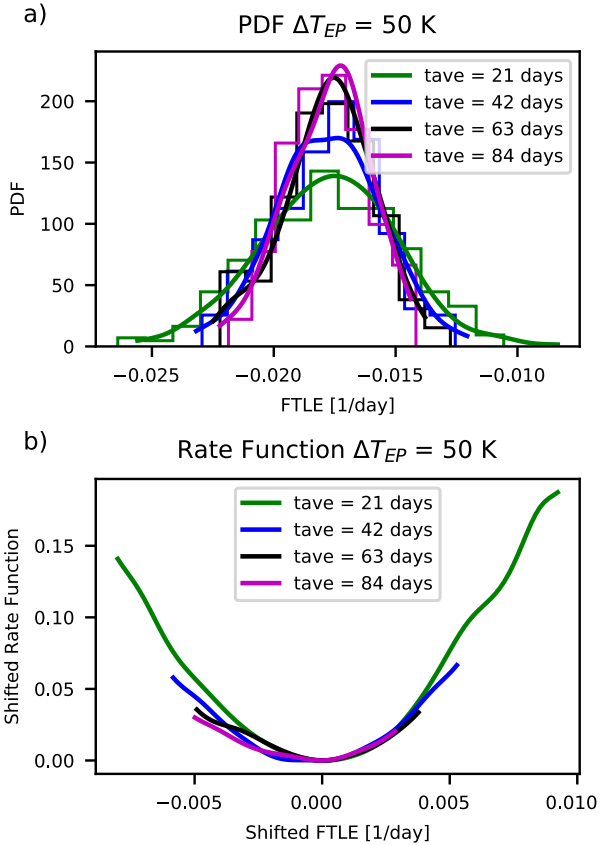 a)
PDF ΔT_EP = 50 K
tave = 21 days
tave = 42 days
tave = 63 days
tave = 84 days
PDF
200
150
100
50
0
−0.025
−0.020
−0.015
−0.010
FTLE [1/day]
b)
Rate Function ΔT_EP = 50 K
tave = 21 days
tave = 42 days
tave = 63 days
tave = 84 days
Shifted Rate Function
0.15
0.10
0.05
0.00
−0.005
0.000
0.005
0.010
Shifted FTLE [1/day]